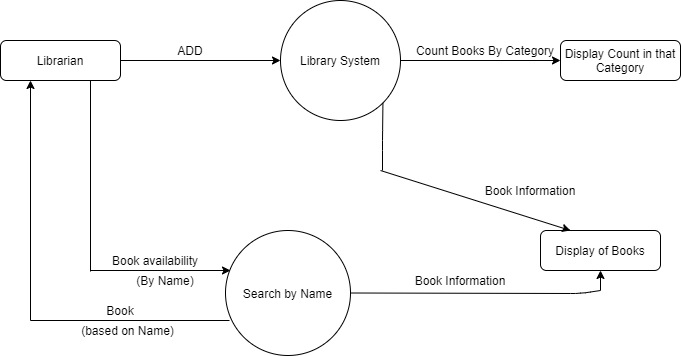 Librarian
ADD
Library System
Count Books By Category
Display Count in that
Category
Book Information
Book availability
(By Name)
Search by Name
Book Information
Display of Books
Book
(based on Name)